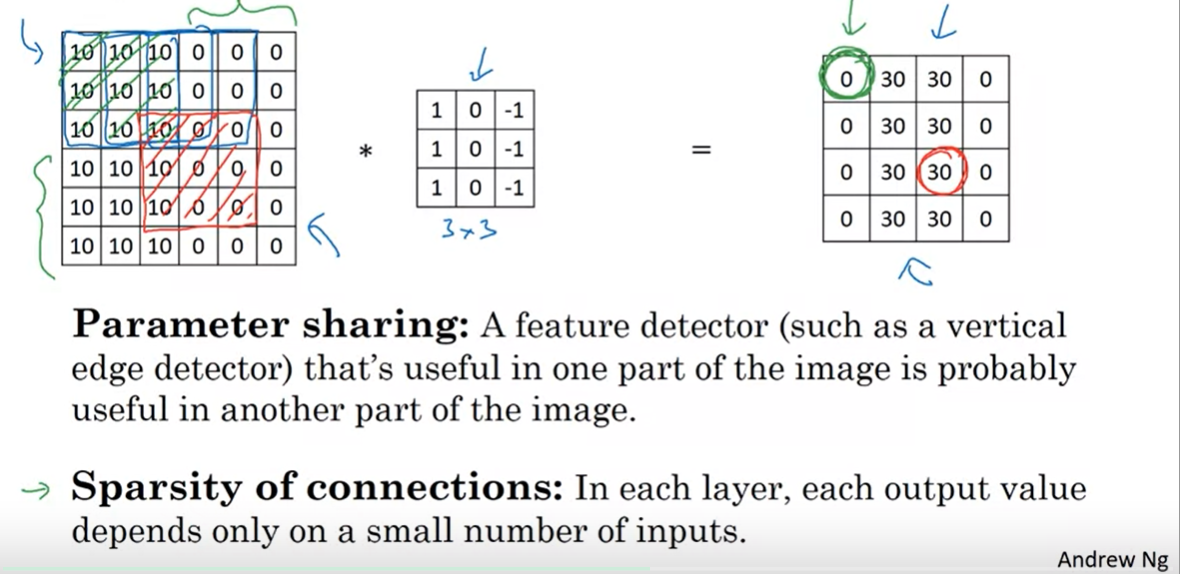 10 10 10 0 0 0
10 10 10 0 0 0
10 10 10 0 0 0
10 10 10 0 0 0
10 10 10 0 0 0
10 10 10 0 0 0
*
1 0 -1
1 0 -1
1 0 -1
3x3
=
0 30 30 0
0 30 30 0
0 30 30 0
0 30 30 0
Parameter sharing: A feature detector (such as a vertical
edge detector) that’s useful in one part of the image is probably
useful in another part of the image.
→ Sparsity of connections: In each layer, each output value
depends only on a small number of inputs.
Andrew Ng